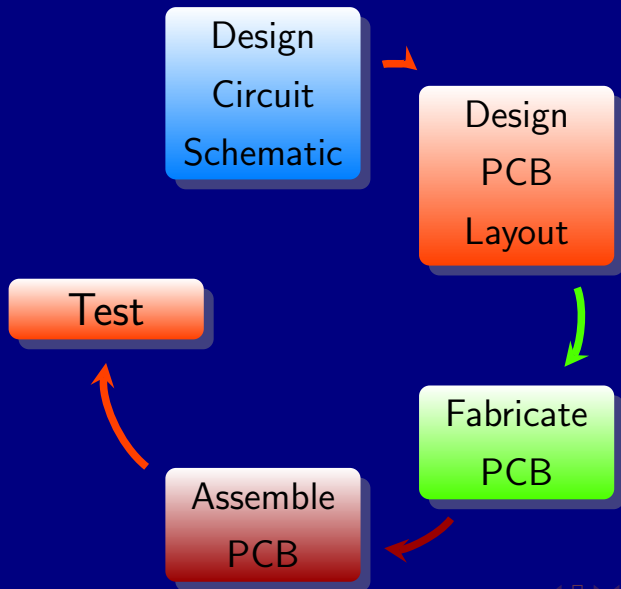 Design
Circuit
Schematic
Design
PCB
Layout
Fabricate
PCB
Assemble
PCB
Test